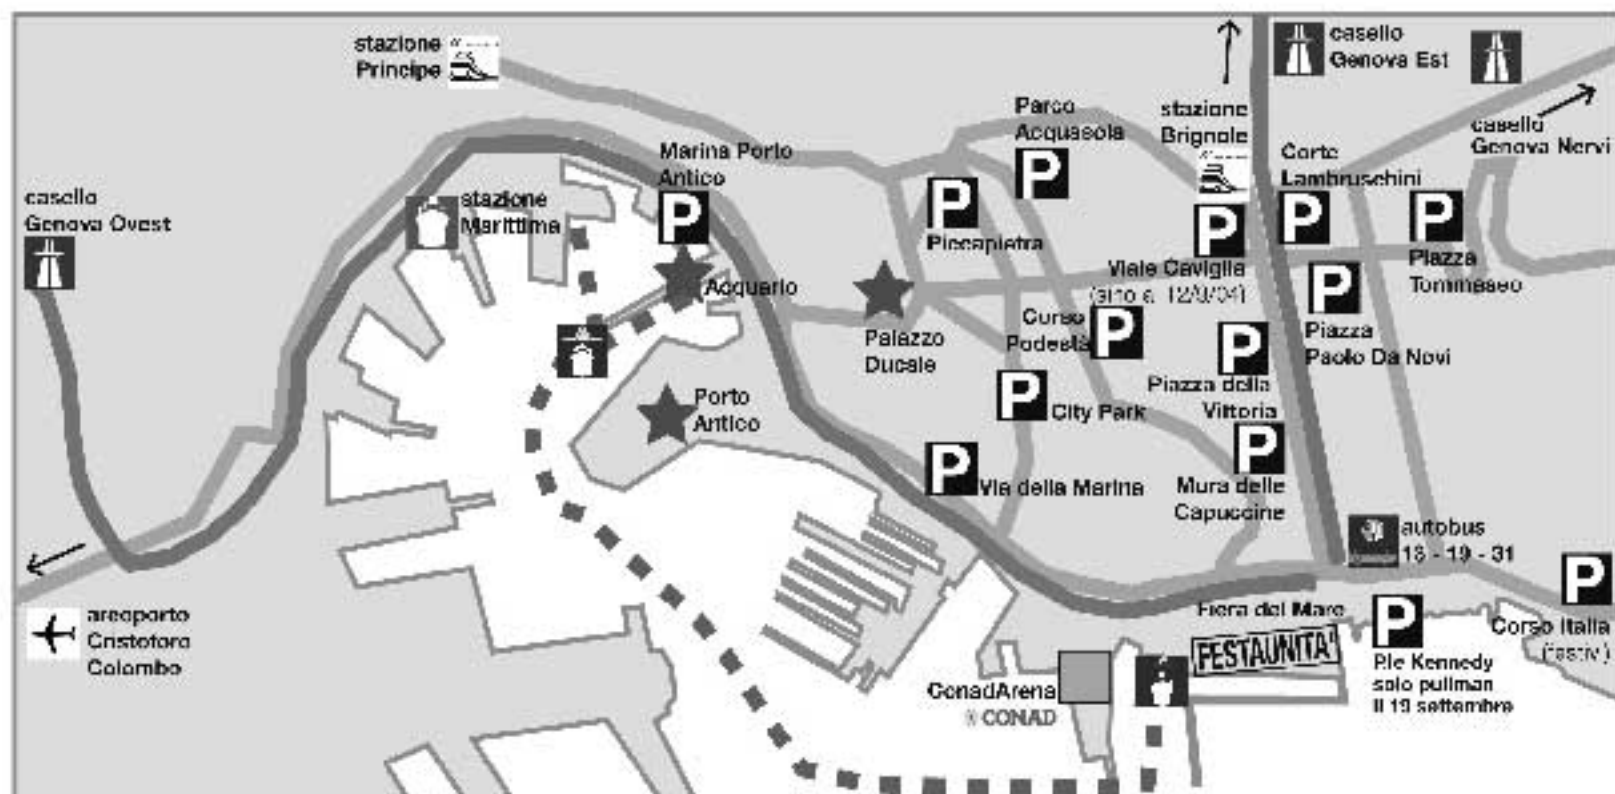 stazione
Principe
casello
Genova Est
Parco
Acquasola
stazione
Brignole
casello
Genova Nervi
Marina Porto
Antico
P
P
Corte
Lambruschini
casello
Genova Ovest
stazione
Marittima
P
Piccapietra
P
P
P
Acquario
Viale Caviglia
Piazza
Tommaseo
P
Palazzo
Ducale
Corso
Podestà
P
P
Piazza
Paolo Da Novi
Piazza della
Vittoria
Porto
Antico
P
City Park
P
P
Via della Marina
Mura delle
Capuccine
autobus
13 - 19 - 31
P
areoporto
Cristoforo
Colombo
Fiera del Mare
FESTAUNITA'
P
Corso Italia
(festivi)
P.le Kennedy
solo pullman
il 19 settembre
ConadArena
CONAD